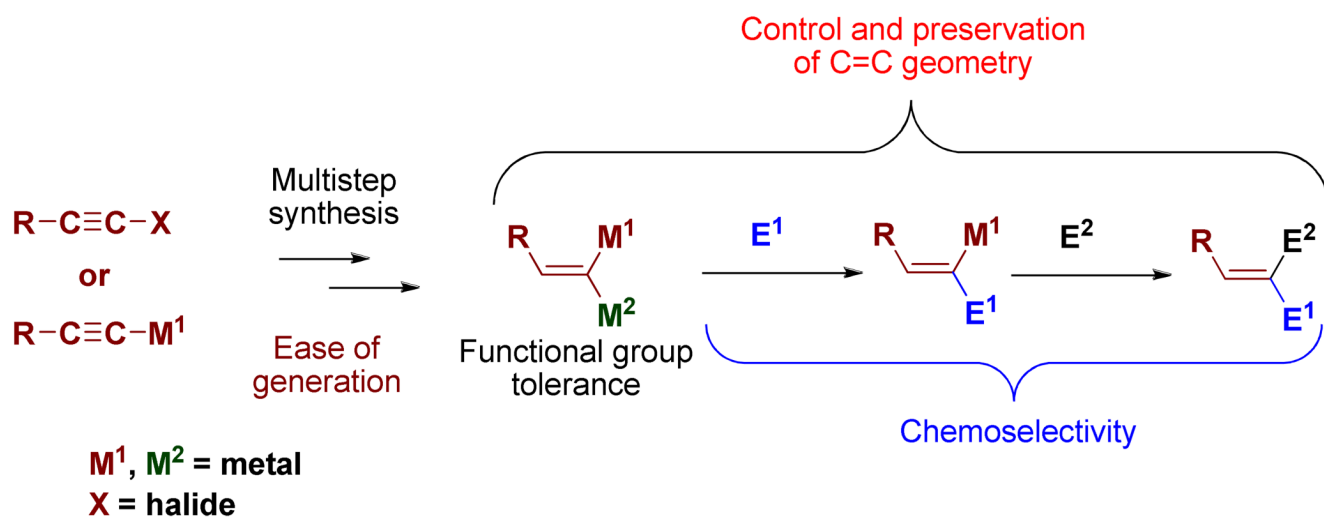 Control and preservation
of C=C geometry
Multistep
synthesis
R–C≡C–X
or
R–C≡C–M¹
Ease of
generation
R M¹
M²
Functional group
tolerance
E¹
R M¹
E¹
E²
R E²
E¹
Chemoselectivity
M¹, M² = metal
X = halide